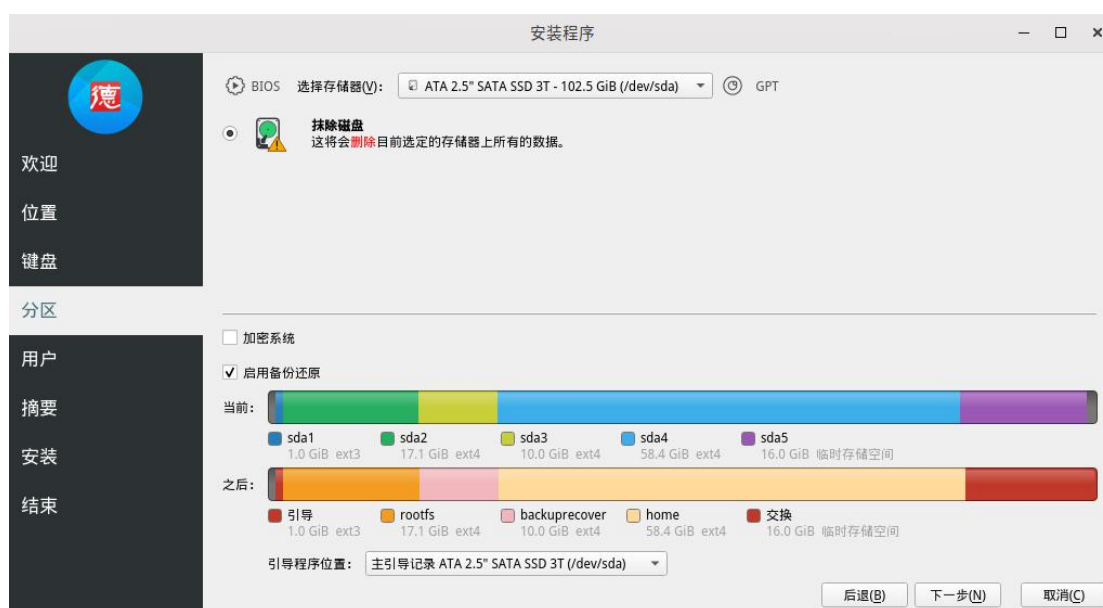 安装程序
德
BIOS 选择存储器(V): ATA 2.5" SATA SSD 3T - 102.5 GiB (/dev/sda) GPT
抹除磁盘
这将会删除目前选定的存储器上所有的数据。
欢迎
位置
键盘
分区
用户
摘要
安装
结束
加密系统
启用备份还原
当前:
sda1 sda2 sda3 sda4 sda5
1.0 GiB ext3 17.1 GiB ext4 10.0 GiB ext4 58.4 GiB ext4 16.0 GiB 临时存储空间
之后:
引导 rootfs backuprecover home 交换
1.0 GiB ext3 17.1 GiB ext4 10.0 GiB ext4 58.4 GiB ext4 16.0 GiB 临时存储空间
引导程序位置: 主引导记录 ATA 2.5" SATA SSD 3T (/dev/sda)
后退(B) 下一步(N) 取消(C)